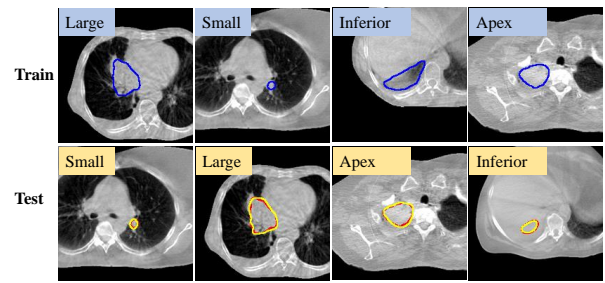 Large Small Inferior Apex
Train
Small Large Apex Inferior
Test